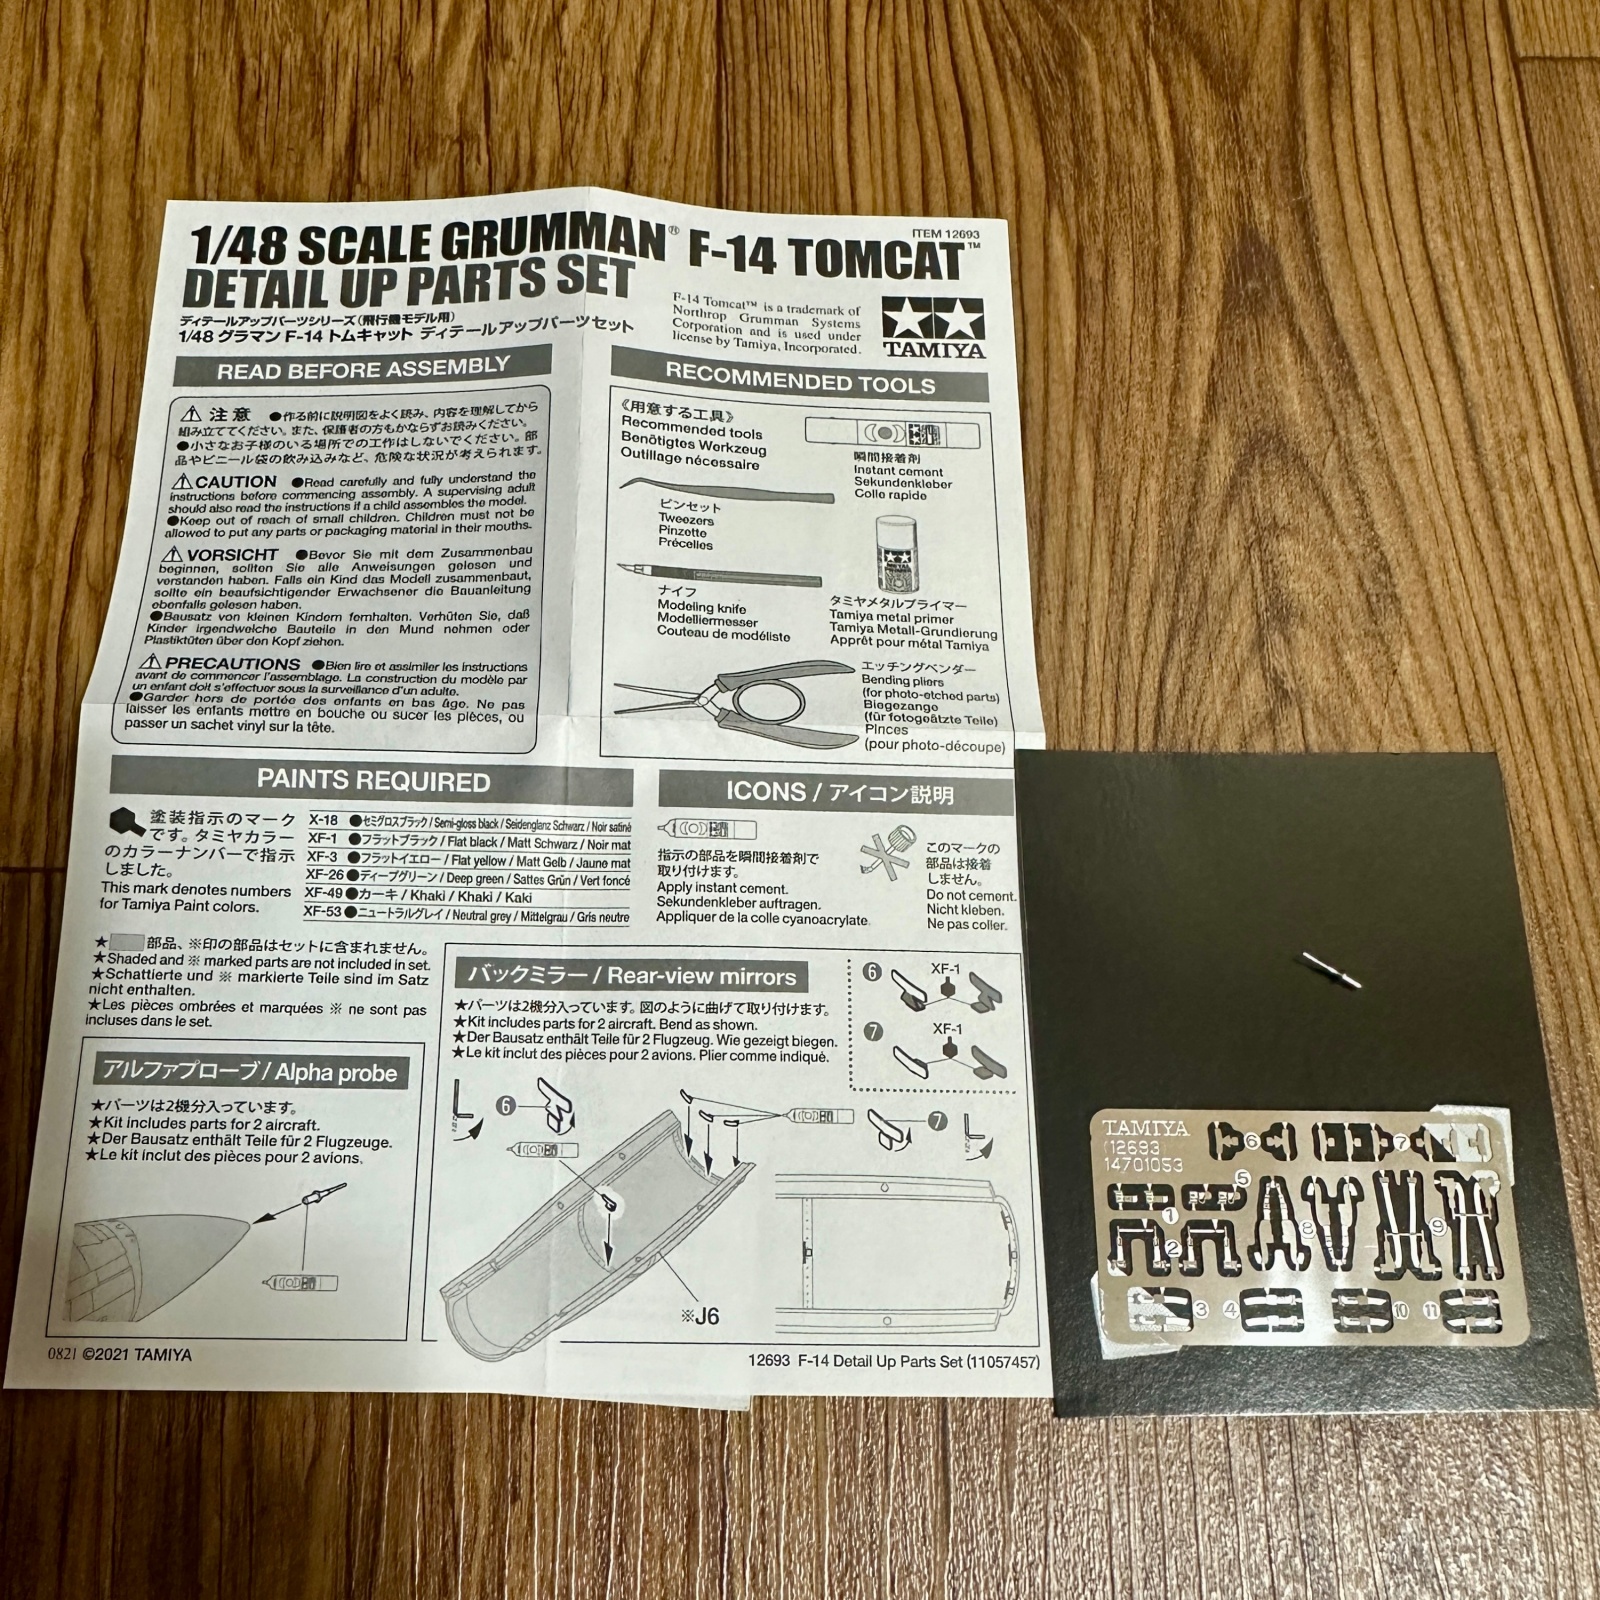 1/48 SCALE GRUMMAN® F-14 TOMCAT™
ITEM 12693
DETAIL UP PARTS SET
ディテールアップパーツシリーズ(飛行機モデル用)
1/48 グラマン F-14 トムキャット ディテールアップパーツセット
F-14 Tomcat™ is a trademark of
Northrop Grumman Systems
Corporation and is used under
license by Tamiya, Incorporated.
TAMIYA
READ BEFORE ASSEMBLY
注意 ●作る前に説明図をよく読み、内容を理解してから
組み立ててください。また、保護者の方もかならずお読みください。
●小さなお子様のいる場所での工作はしないでください。部
品やビニール袋の飲み込みなど、危険な状況が考えられます。
CAUTION ●Read carefully and fully understand the
instructions before commencing assembly. A supervising adult
should also read the instructions if a child assembles the model.
●Keep out of reach of small children. Children must not be
allowed to put any parts or packaging material in their mouths.
VORSICHT ●Bevor Sie mit dem Zusammenbau
beginnen, sollten Sie alle Anweisungen gelesen und
verstanden haben. Falls ein Kind das Modell zusammenbaut,
sollte ein beaufsichtigender Erwachsener die Bauanleitung
ebenfalls gelesen haben.
●Bausatz von kleinen Kindern fernhalten. Verhüten Sie, daß
Kinder irgendwelche Bauteile in den Mund nehmen oder
Plastiktüten über den Kopf ziehen.
PRECAUTIONS ●Bien lire et assimiler les instructions
avant de commencer l'assemblage. La construction du modèle par
un enfant doit s'effectuer sous la surveillance d'un adulte.
●Garder hors de portée des enfants en bas âge. Ne pas
laisser les enfants mettre en bouche ou sucer les pièces, ou
passer un sachet vinyl sur la tête.
RECOMMENDED TOOLS
《用意する工具》
Recommended tools
Benötigtes Werkzeug
Outillage nécessaire
瞬間接着剤
Instant cement
Sekundenkleber
Colle rapide
ピンセット
Tweezers
Pinzette
Précelles
ナイフ
Modeling knife
Modelliermesser
Couteau de modéliste
METAL
PRIMER
タミヤメタルプライマー
Tamiya metal primer
Tamiya Metall-Grundierung
Apprêt pour métal Tamiya
エッチングベンダー
Bending pliers
(for photo-etched parts)
Biegezange
(für fotogeätzte Teile)
Pinces
(pour photo-découpe)
PAINTS REQUIRED
塗装指示のマーク
です。タミヤカラー
のカラーナンバーで指示
しました。
This mark denotes numbers
for Tamiya Paint colors.
X-18 ●セミグロスブラック / Semi-gloss black / Seidenglanz Schwarz / Noir satiné
XF-1 ●フラットブラック / Flat black / Matt Schwarz / Noir mat
XF-3 ●フラットイエロー / Flat yellow / Matt Gelb / Jaune mat
XF-26 ●ディープグリーン / Deep green / Sattes Grün / Vert foncé
XF-49 ●カーキ / Khaki / Khaki / Kaki
XF-53 ●ニュートラルグレイ / Neutral grey / Mittelgrau / Gris neutre
ICONS / アイコン説明
指示の部品を瞬間接着剤で
取り付けます。
Apply instant cement.
Sekundenkleber auftragen.
Appliquer de la colle cyanoacrylate.
このマークの
部品は接着
しません。
Do not cement.
Nicht kleben.
Ne pas coller.
★ 部品、※印の部品はセットに含まれません。
★Shaded and ※ marked parts are not included in set.
★Schattierte und ※ markierte Teile sind im Satz
nicht enthalten.
★Les pièces ombrées et marquées ※ ne sont pas
incluses dans le set.
アルファプローブ / Alpha probe
★パーツは2機分入っています。
★Kit includes parts for 2 aircraft.
★Der Bausatz enthält Teile für 2 Flugzeuge.
★Le kit inclut des pièces pour 2 avions.
バックミラー / Rear-view mirrors
★パーツは2機分入っています。図のように曲げて取り付けます。
★Kit includes parts for 2 aircraft. Bend as shown.
★Der Bausatz enthält Teile für 2 Flugzeug. Wie gezeigt biegen.
★Le kit inclut des pièces pour 2 avions. Plier comme indiqué.
6 XF-1
7 XF-1
6
7
※J6
0821 ©2021 TAMIYA
12693 F-14 Detail Up Parts Set (11057457)
TAMIYA
(12693)
14701053
6 7
5
1
2 8 9
3 4 10 11